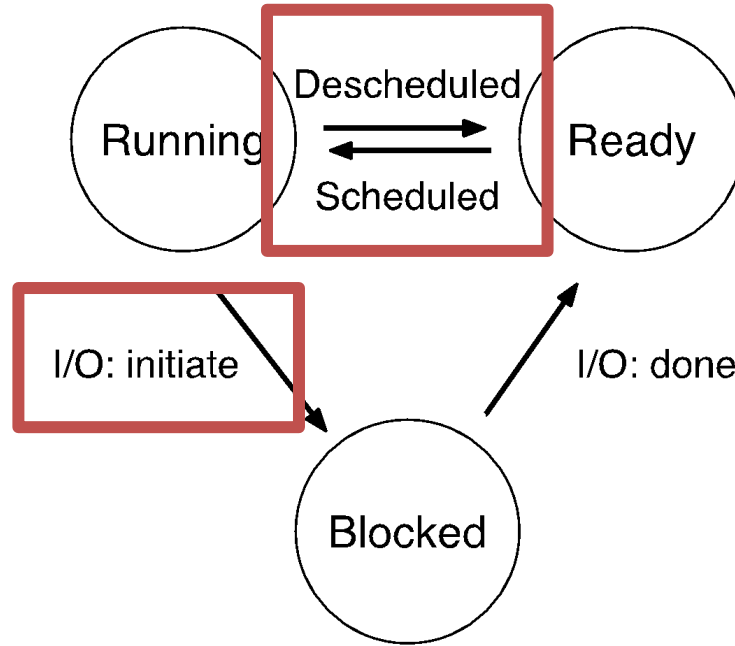 Descheduled
Running
Ready
Scheduled
I/O: initiate
I/O: done
Blocked